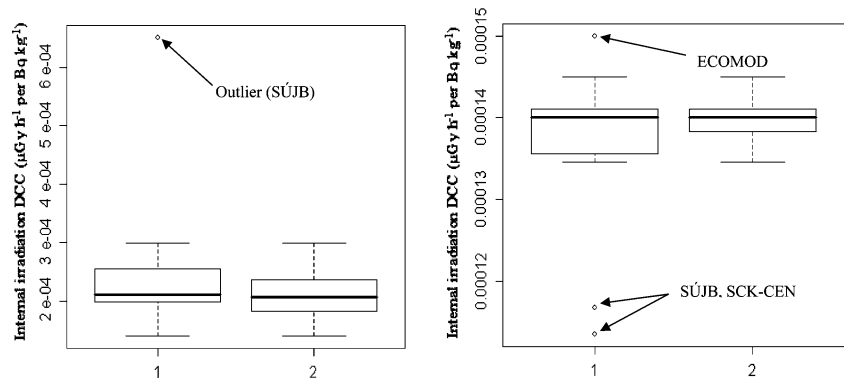 Internal irradiation DCC (µGy h⁻¹ per Bq kg⁻¹)
6 e-04
5 e-04
4 e-04
3 e-04
2 e-04
Outlier (SÚJB)
1
2
Internal irradiation DCC (µGy h⁻¹ per Bq kg⁻¹)
0.00015
0.00014
0.00013
0.00012
ECOMOD
SÚJB, SCK-CEN
1
2